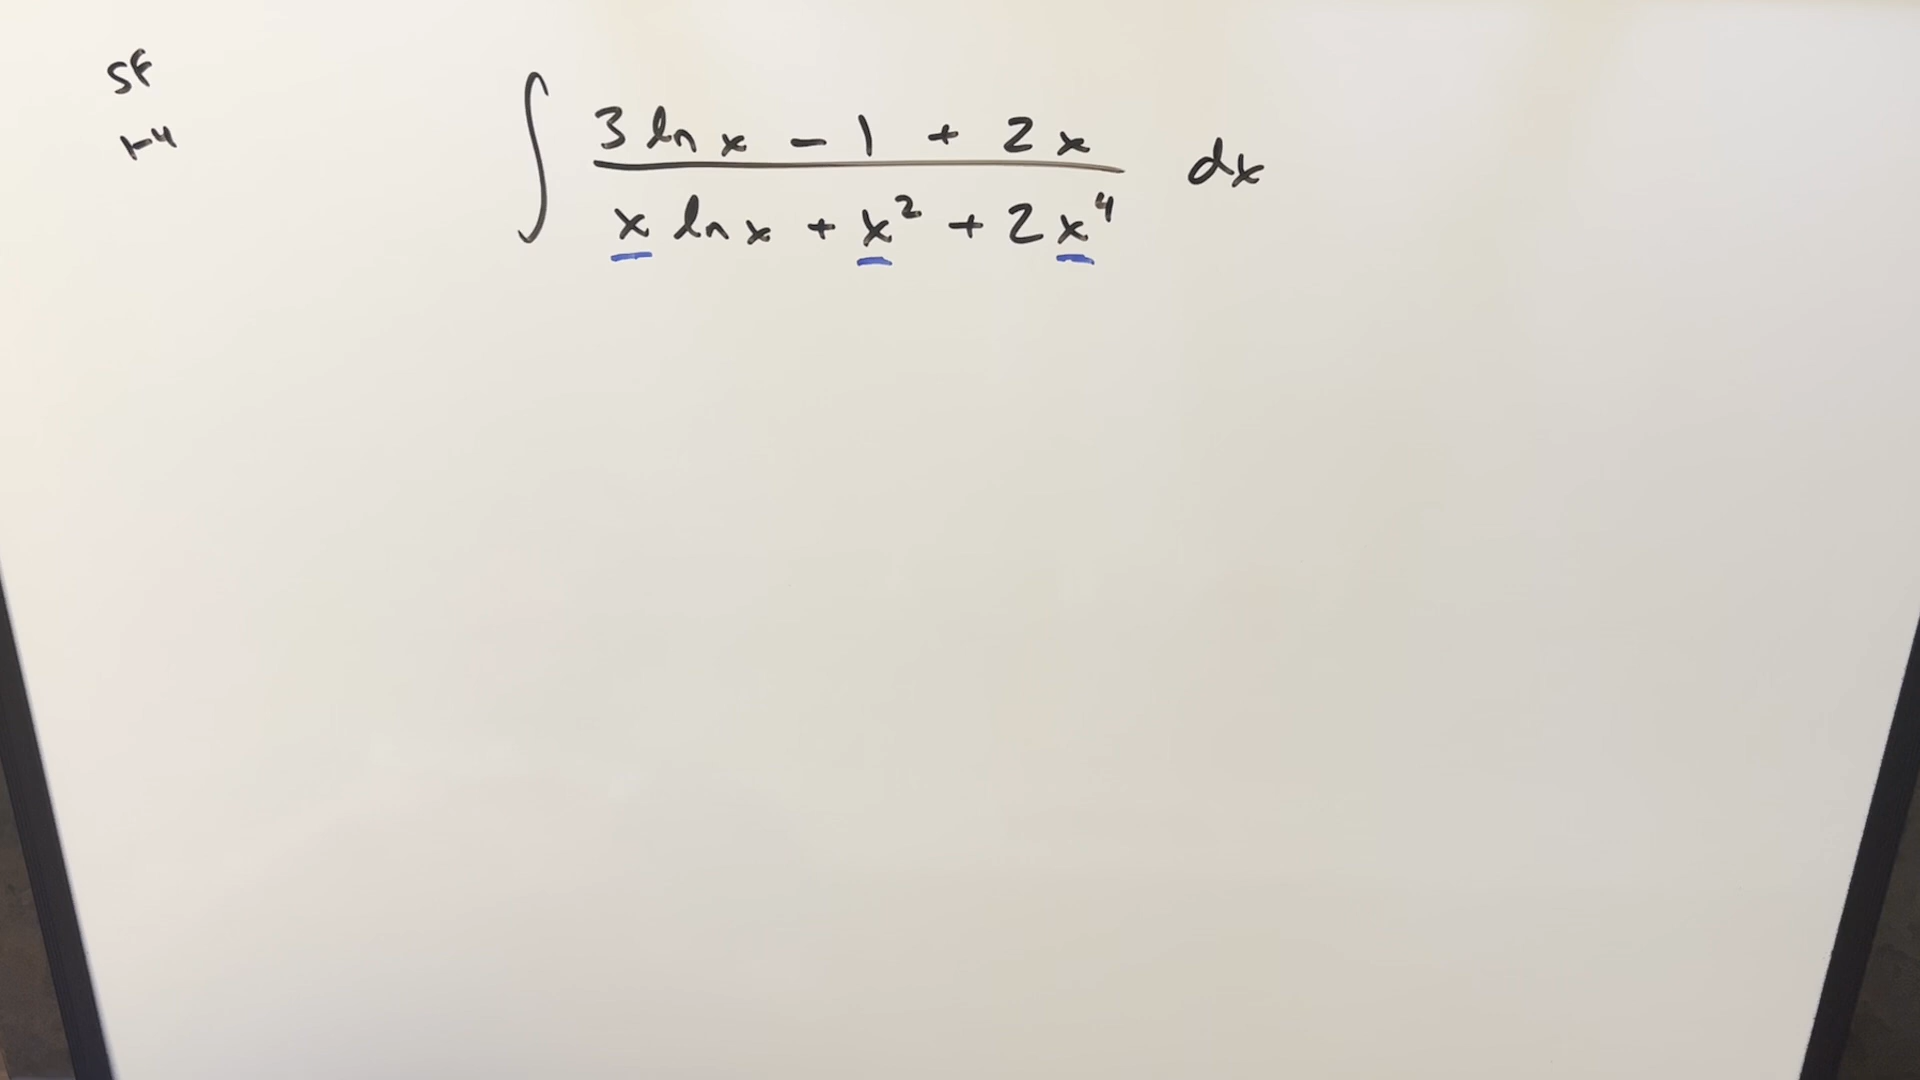 SF
1-4
∫ (3 ln x - 1 + 2x) / (x ln x + x² + 2x⁴) dx